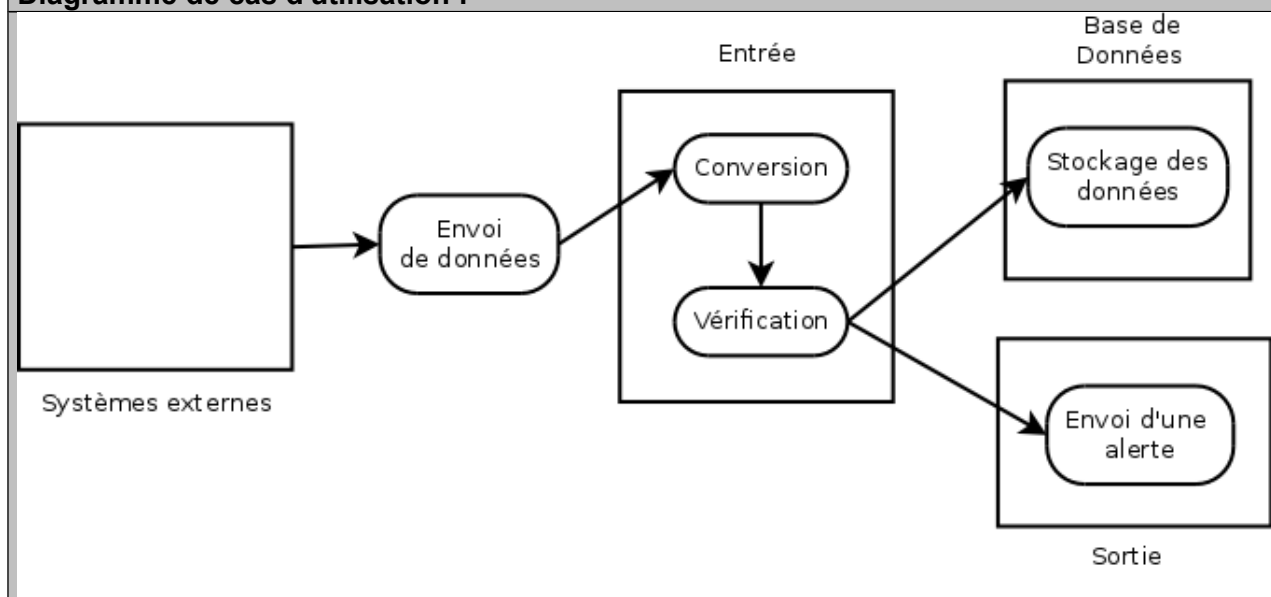 Diagramme de cas d'utilisation :
Base de
Données
Entrée
Conversion
Stockage des
données
Envoi
de données
Vérification
Systèmes externes
Envoi d'une
alerte
Sortie